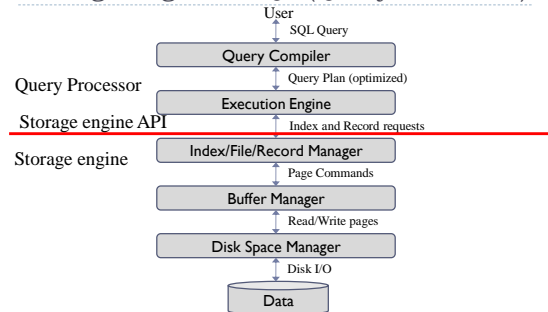 User
SQL Query
Query Compiler
Query Plan (optimized)
Query Processor
Execution Engine
Storage engine API
Index and Record requests
Index/File/Record Manager
Storage engine
Page Commands
Buffer Manager
Read/Write pages
Disk Space Manager
Disk I/O
Data